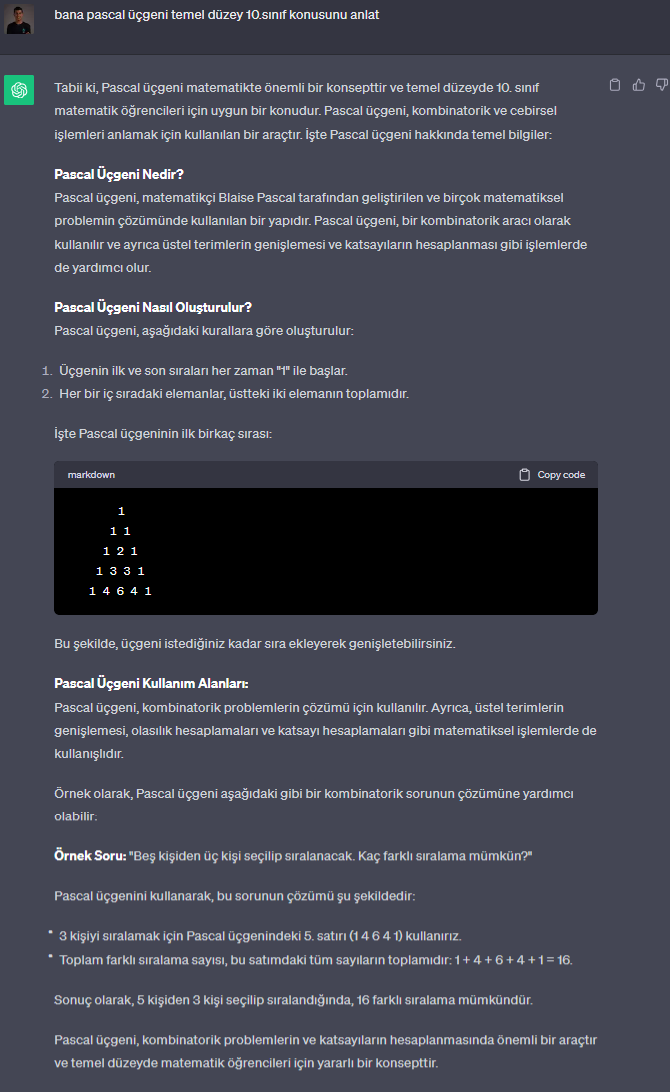 bana pascal üçgeni temel düzey 10.sınıf konusunu anlat
Tabii ki, Pascal üçgeni matematikte önemli bir konsepttir ve temel düzeyde 10. sınıf
matematik öğrencileri için uygun bir konudur. Pascal üçgeni, kombinatorik ve cebirsel
işlemleri anlamak için kullanılan bir araçtır. İşte Pascal üçgeni hakkında temel bilgiler:
Pascal Üçgeni Nedir?
Pascal üçgeni, matematikçi Blaise Pascal tarafından geliştirilen ve birçok matematiksel
problemin çözümünde kullanılan bir yapıdır. Pascal üçgeni, bir kombinatorik aracı olarak
kullanılır ve ayrıca üstel terimlerin genişlemesi ve katsayıların hesaplanması gibi işlemlerde
de yardımcı olur.
Pascal Üçgeni Nasıl Oluşturulur?
Pascal üçgeni, aşağıdaki kurallara göre oluşturulur:
1. Üçgenin ilk ve son sıraları her zaman "1" ile başlar.
2. Her bir iç sıradaki elemanlar, üstteki iki elemanın toplamıdır.
İşte Pascal üçgeninin ilk birkaç sırası:
markdown Copy code
1
1 1
1 2 1
1 3 3 1
1 4 6 4 1
Bu şekilde, üçgeni istediğiniz kadar sıra ekleyerek genişletebilirsiniz.
Pascal Üçgeni Kullanım Alanları:
Pascal üçgeni, kombinatorik problemlerin çözümü için kullanılır. Ayrıca, üstel terimlerin
genişlemesi, olasılık hesaplamaları ve katsayı hesaplamaları gibi matematiksel işlemlerde de
kullanışlıdır.
Örnek olarak, Pascal üçgeni aşağıdaki gibi bir kombinatorik sorunun çözümüne yardımcı
olabilir:
Örnek Soru: "Beş kişiden üç kişi seçilip sıralanacak. Kaç farklı sıralama mümkün?"
Pascal üçgenini kullanarak, bu sorunun çözümü şu şekildedir:
• 3 kişiyi sıralamak için Pascal üçgenindeki 5. satırı (1 4 6 4 1) kullanırız.
• Toplam farklı sıralama sayısı, bu satırdaki tüm sayıların toplamıdır: 1 + 4 + 6 + 4 + 1 = 16.
Sonuç olarak, 5 kişiden 3 kişi seçilip sıralandığında, 16 farklı sıralama mümkündür.
Pascal üçgeni, kombinatorik problemlerin ve katsayıların hesaplanmasında önemli bir araçtır
ve temel düzeyde matematik öğrencileri için yararlı bir konsepttir.